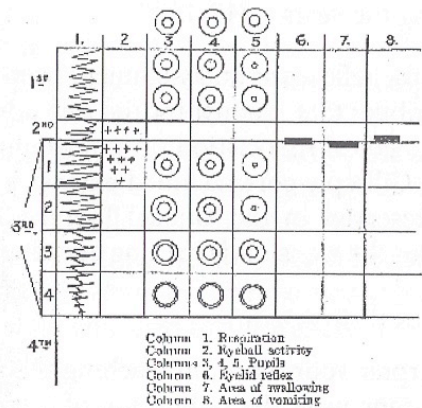 1. 2 3 4 5 6. 7. 8.
1ST
2ND
3RD
1
2
3
4
4TH
Column 1. Respiration
Column 2. Eyeball activity
Columns 3, 4, 5. Pupils
Column 6. Eyelid reflex
Column 7. Area of swallowing
Column 8. Area of vomiting